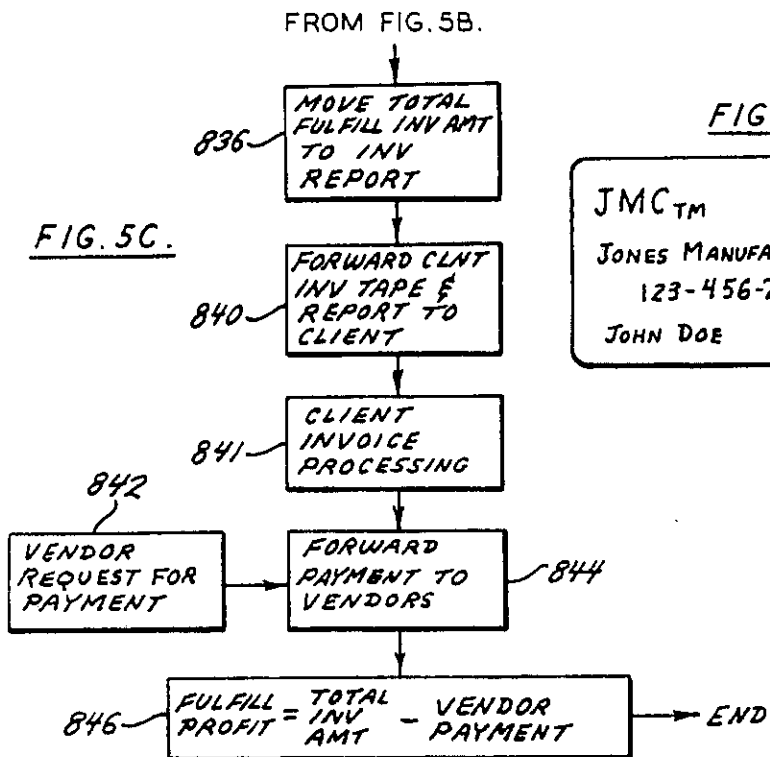 FROM FIG. 5B.
MOVE TOTAL
FULFILL INV AMT
TO INV
REPORT
836
FIG. 5C.
FORWARD CLNT
INV TAPE &
REPORT TO
CLIENT
840
CLIENT
INVOICE
PROCESSING
841
842
VENDOR
REQUEST FOR
PAYMENT
FORWARD
PAYMENT TO
VENDORS
844
846
FULFILL
PROFIT
=
TOTAL
INV
AMT
-
VENDOR
PAYMENT
END
FIG
JMC TM
JONES MANUFA
123-456-7
JOHN DOE